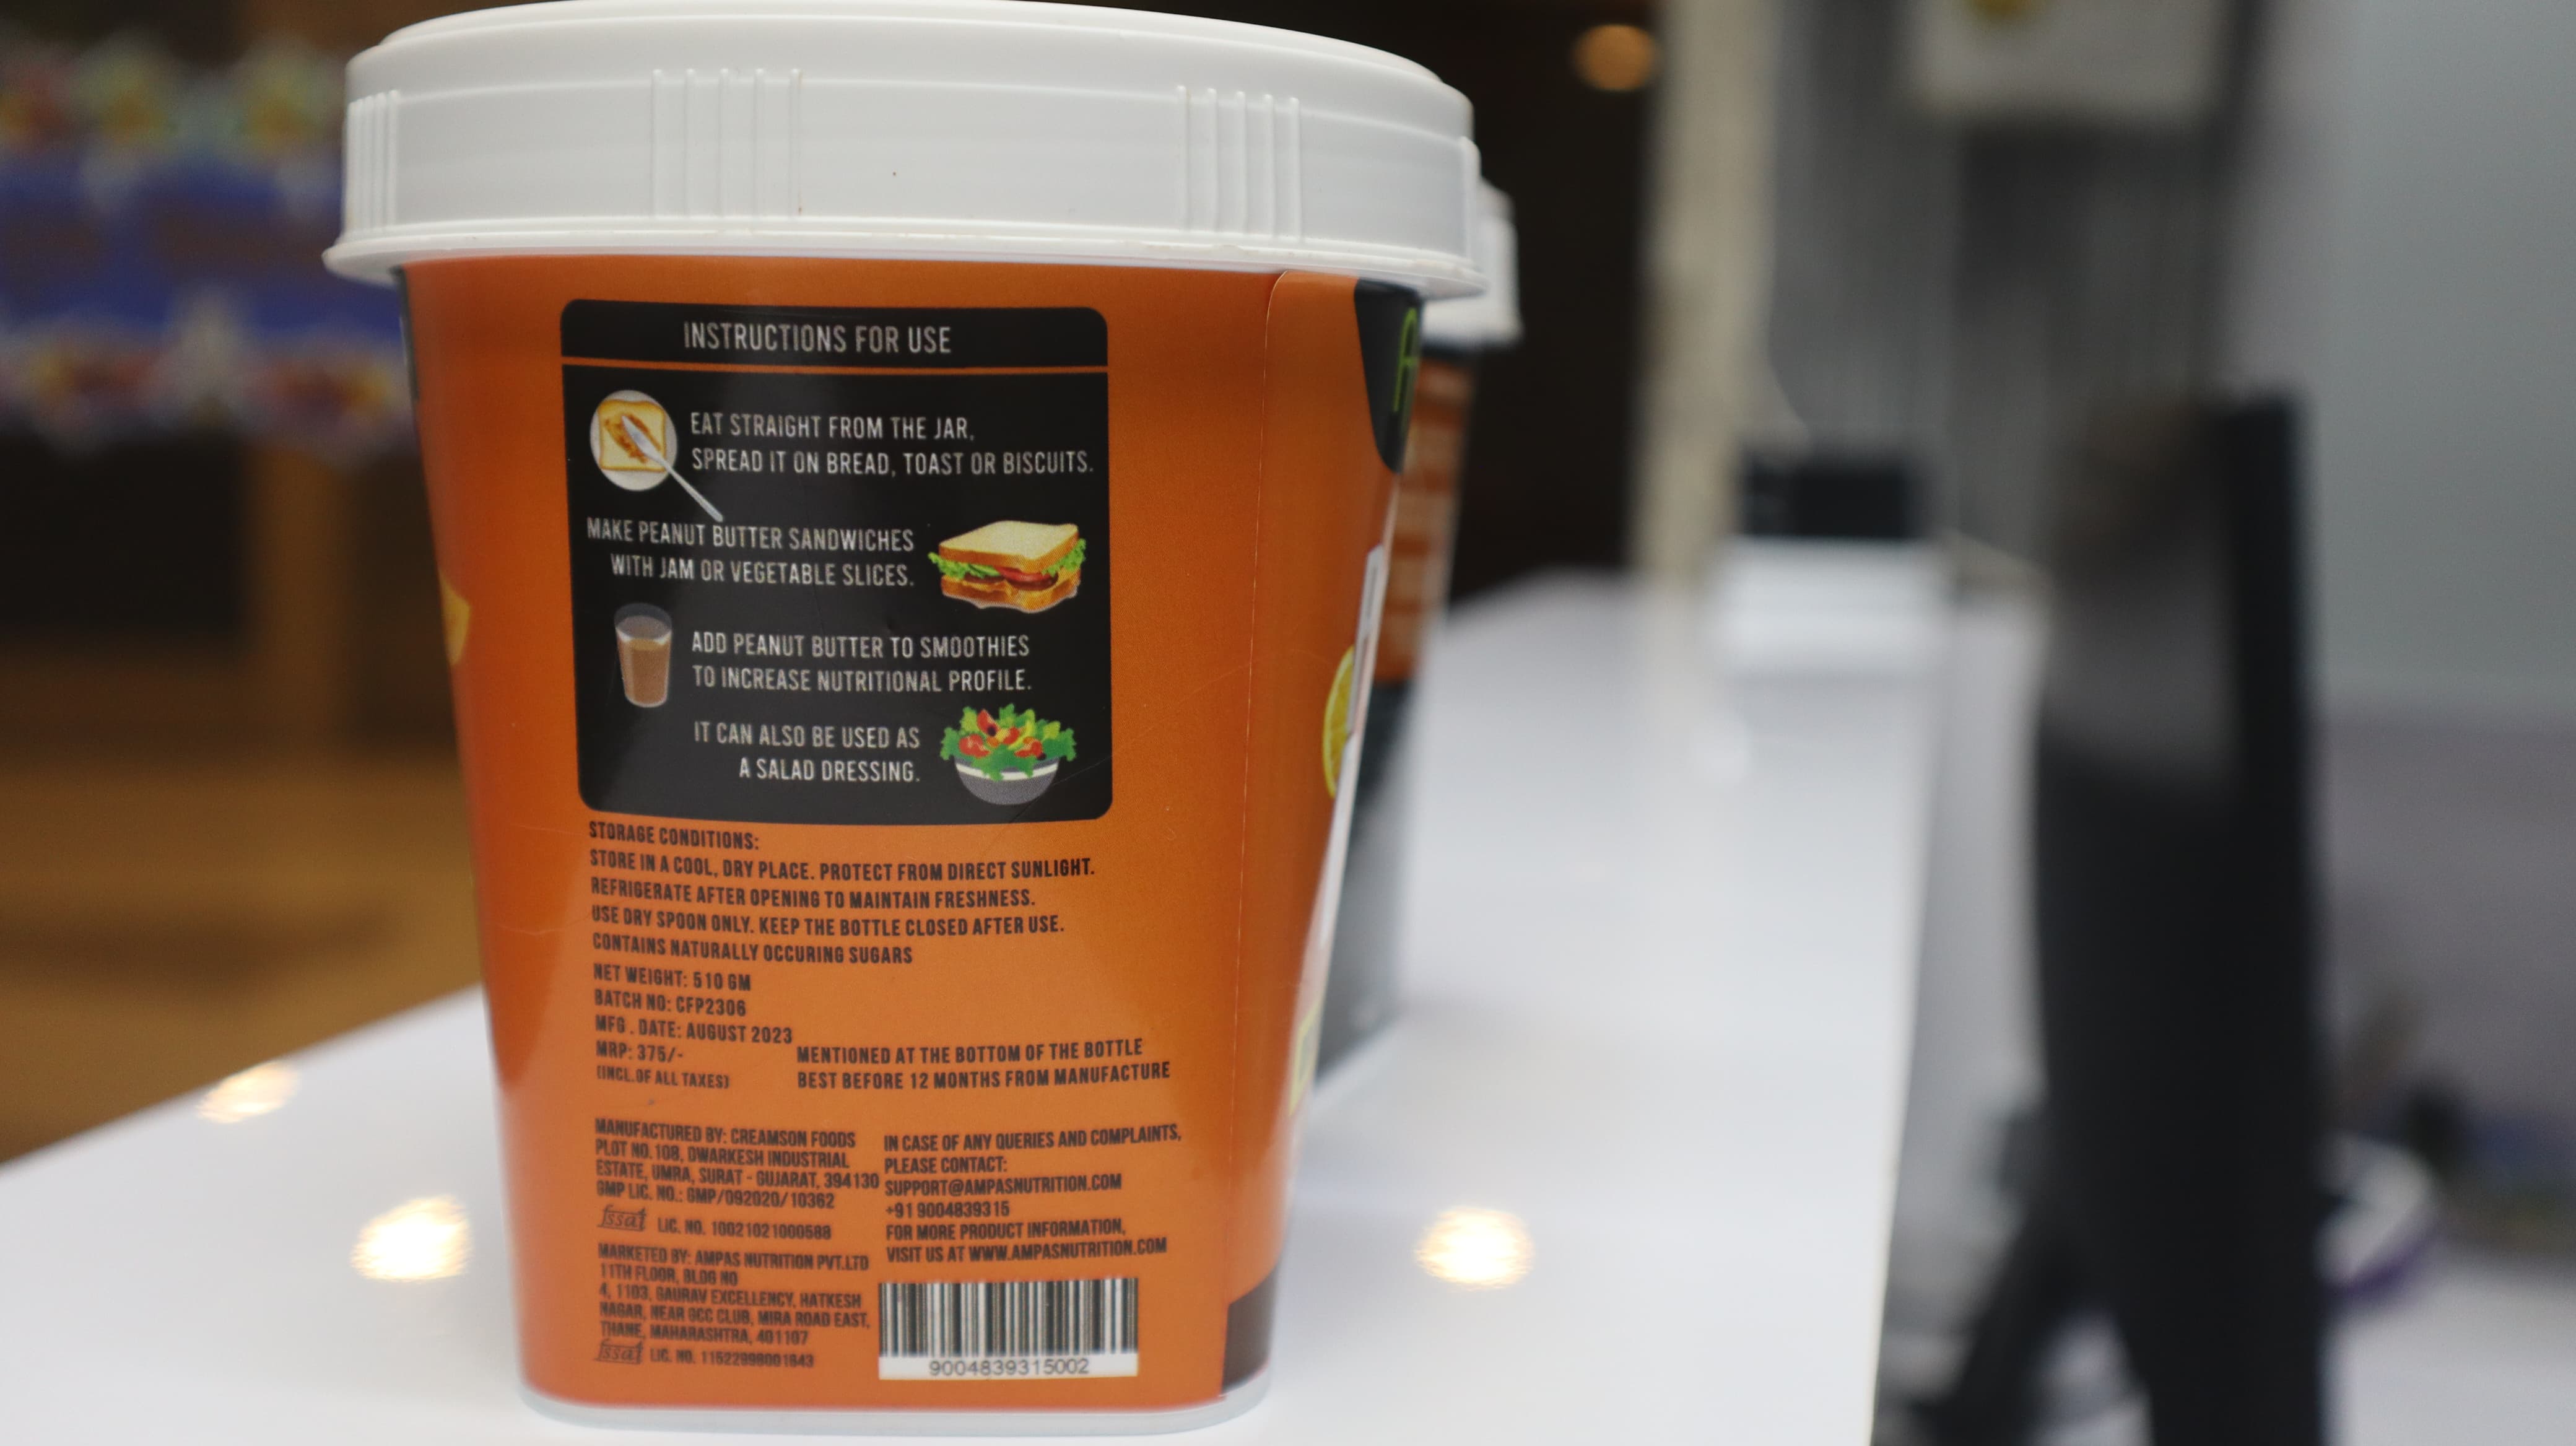 INSTRUCTIONS FOR USE
EAT STRAIGHT FROM THE JAR,
SPREAD IT ON BREAD, TOAST OR BISCUITS.
MAKE PEANUT BUTTER SANDWICHES
WITH JAM OR VEGETABLE SLICES.
ADD PEANUT BUTTER TO SMOOTHIES
TO INCREASE NUTRITIONAL PROFILE.
IT CAN ALSO BE USED AS
A SALAD DRESSING.
STORAGE CONDITIONS:
STORE IN A COOL, DRY PLACE. PROTECT FROM DIRECT SUNLIGHT.
REFRIGERATE AFTER OPENING TO MAINTAIN FRESHNESS.
USE DRY SPOON ONLY. KEEP THE BOTTLE CLOSED AFTER USE.
CONTAINS NATURALLY OCCURING SUGARS
NET WEIGHT: 510 GM
BATCH NO: CFP2306
MFG . DATE: AUGUST 2023
MRP: 375/-
(INCL.OF ALL TAXES)
MENTIONED AT THE BOTTOM OF THE BOTTLE
BEST BEFORE 12 MONTHS FROM MANUFACTURE
MANUFACTURED BY: CREAMSON FOODS
PLOT NO.108, DWARKESH INDUSTRIAL
ESTATE, UMRA, SURAT - GUJARAT, 394130
GMP LIC. NO.: GMP/092020/10362
fssai LIC. NO. 10021021000588
MARKETED BY: AMPAS NUTRITION PVT.LTD
11TH FLOOR, BLDG NO
4, 1103, GAURAV EXCELLENCY, HATKESH
NAGAR, NEAR GCC CLUB, MIRA ROAD EAST,
THANE, MAHARASHTRA, 401107
fssai LIC. NO.
IN CASE OF ANY QUERIES AND COMPLAINTS,
PLEASE CONTACT:
SUPPORT@AMPASNUTRITION.COM
+91 9004839315
FOR MORE PRODUCT INFORMATION,
VISIT US AT WWW.AMPASNUTRITION.COM
9004839315002